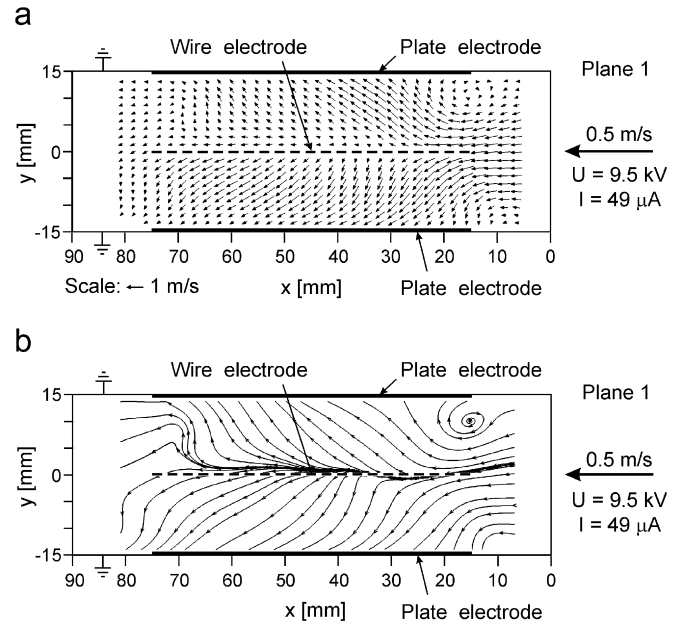 a
Wire electrode
Plate electrode
Plane 1
15
0
-15
y [mm]
0.5 m/s
U = 9.5 kV
I = 49 μA
90 80 70 60 50 40 30 20 10 0
Scale: ← 1 m/s
x [mm]
Plate electrode
b
Wire electrode
Plate electrode
Plane 1
15
0
-15
y [mm]
0.5 m/s
U = 9.5 kV
I = 49 μA
90 80 70 60 50 40 30 20 10 0
x [mm]
Plate electrode